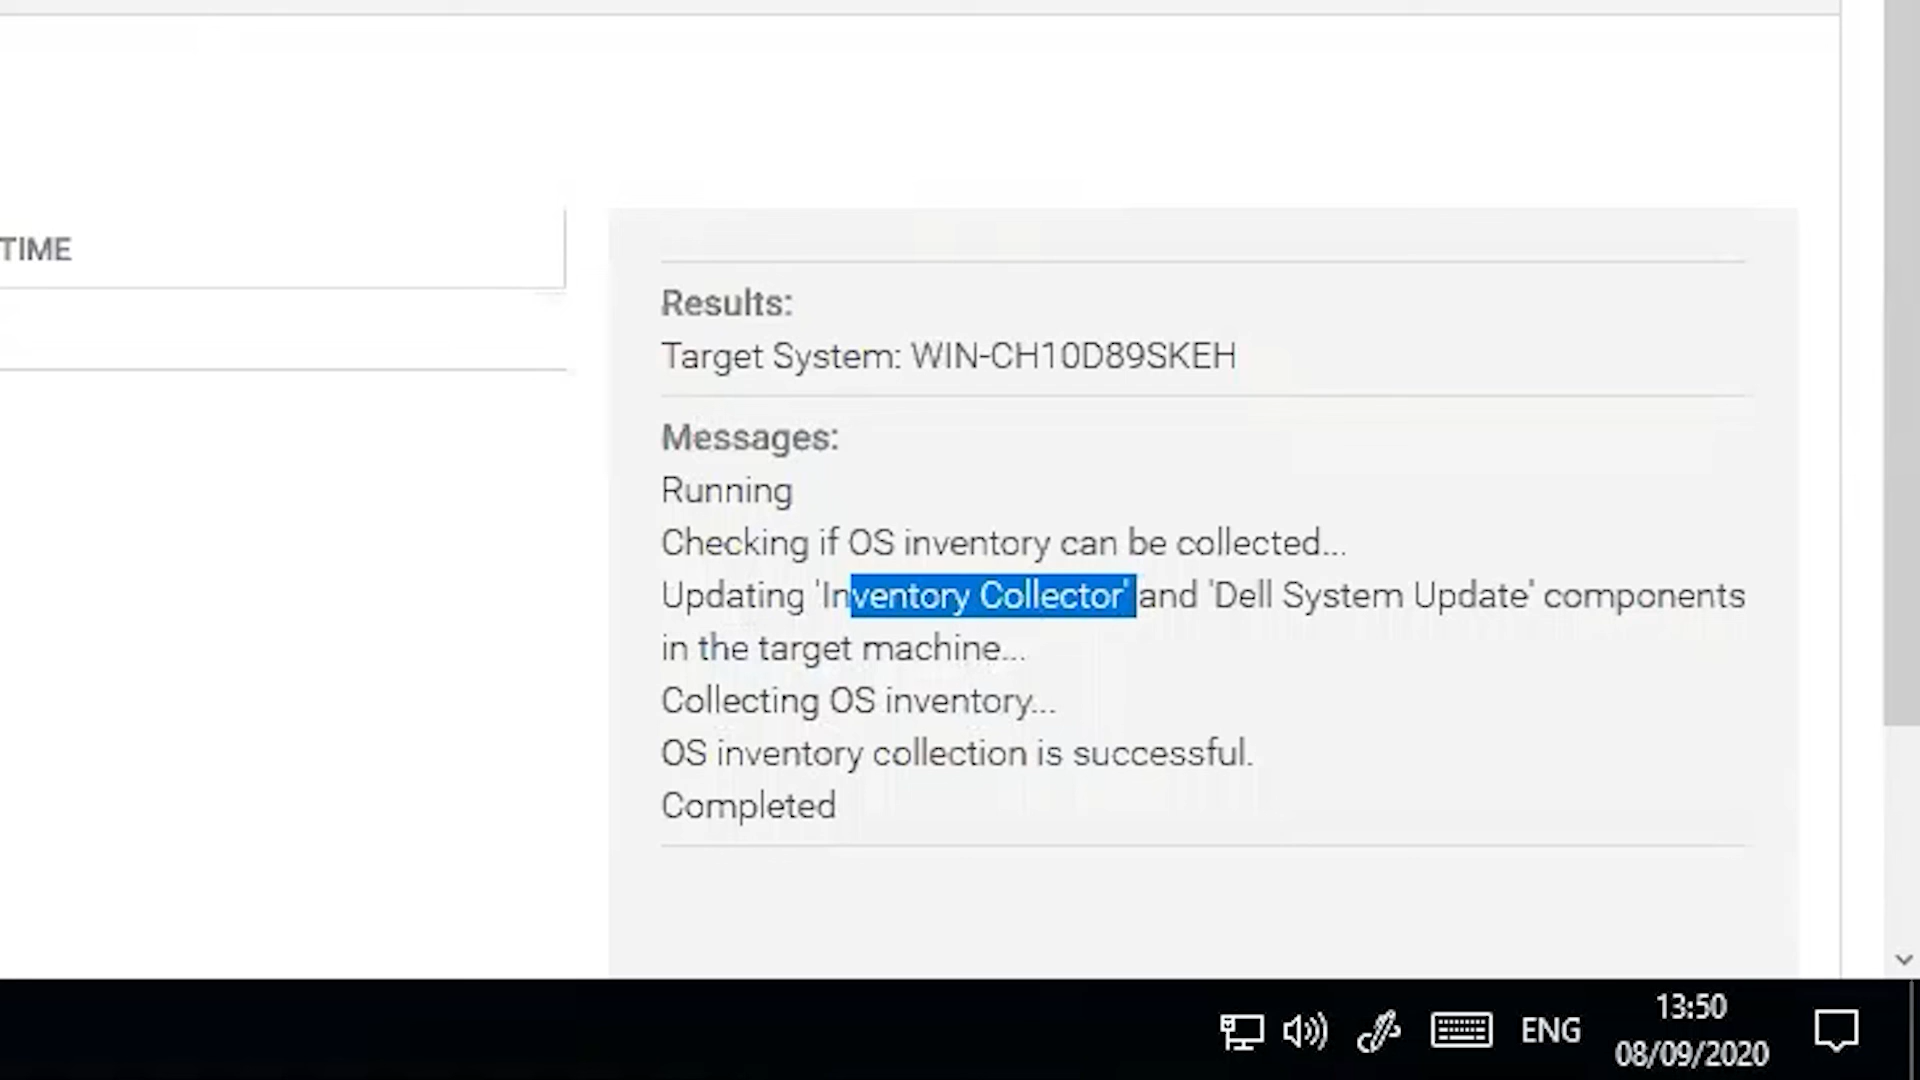 TIME
Results:
Target System: WIN-CH10D89SKEH
Messages:
Running
Checking if OS inventory can be collected...
Updating 'Inventory Collector' and 'Dell System Update' components
in the target machine...
Collecting OS inventory...
OS inventory collection is successful.
Completed
ENG
13:50
08/09/2020